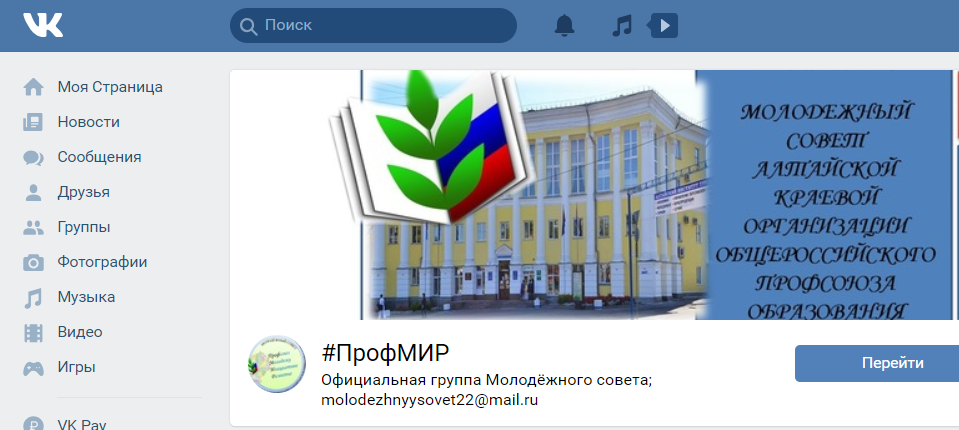 VK
Поиск
Моя Страница
Новости
Сообщения
Друзья
Группы
Фотографии
Музыка
Видео
Игры
VK Pay
МОЛОДЕЖНЫЙ
СОВЕТ
АЛТАЙСКОЙ
КРАЕВОЙ
ОРГАНИЗАЦИИ
ОБЩЕРОССИЙСКОГО
ПРОФСОЮЗА
ОБРАЗОВАНИЯ
#ПрофМИР
Официальная группа Молодёжного совета;
molodezhnyysovet22@mail.ru
Перейти